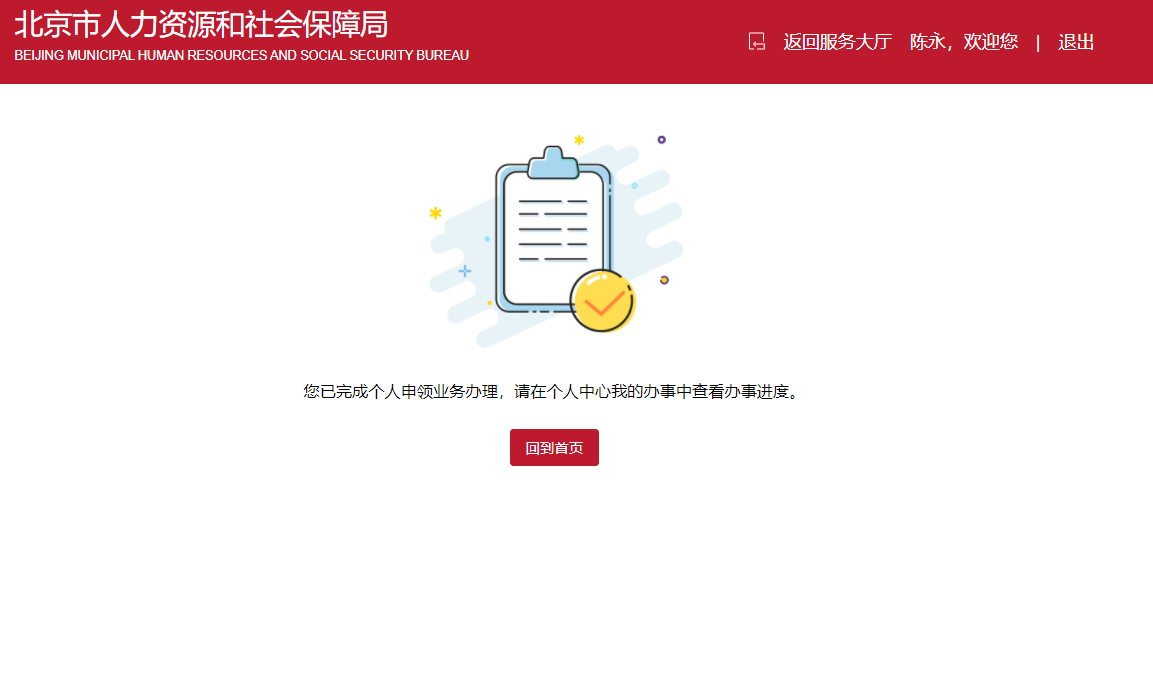 北京市人力资源和社会保障局
BEIJING MUNICIPAL HUMAN RESOURCES AND SOCIAL SECURITY BUREAU
返回服务大厅 陈永，欢迎您 | 退出
您已完成个人申领业务办理，请在个人中心我的办事中查看办事进度。
回到首页